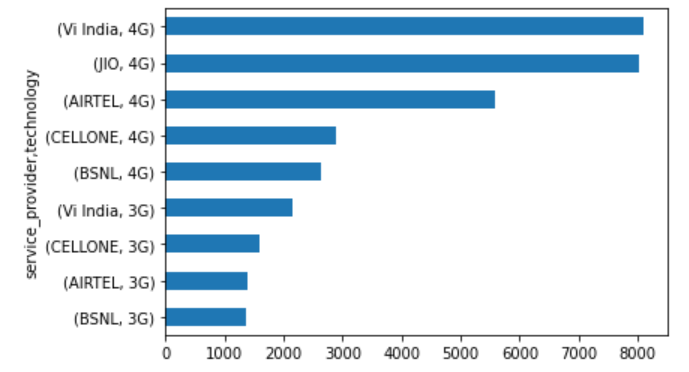 service_provider,technology
(Vi India, 4G)
(JIO, 4G)
(AIRTEL, 4G)
(CELLONE, 4G)
(BSNL, 4G)
(Vi India, 3G)
(CELLONE, 3G)
(AIRTEL, 3G)
(BSNL, 3G)
0 1000 2000 3000 4000 5000 6000 7000 8000